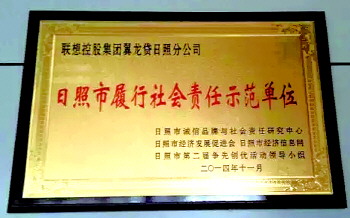 联想控股集团翼龙贷日照分公司
日照市履行社会责任示范单位
日照市诚信品牌与社会责任研究中心
日照市经济发展促进会 日照市经济信息网
日照市第二届争先创优活动领导小组
二〇一四年十一月